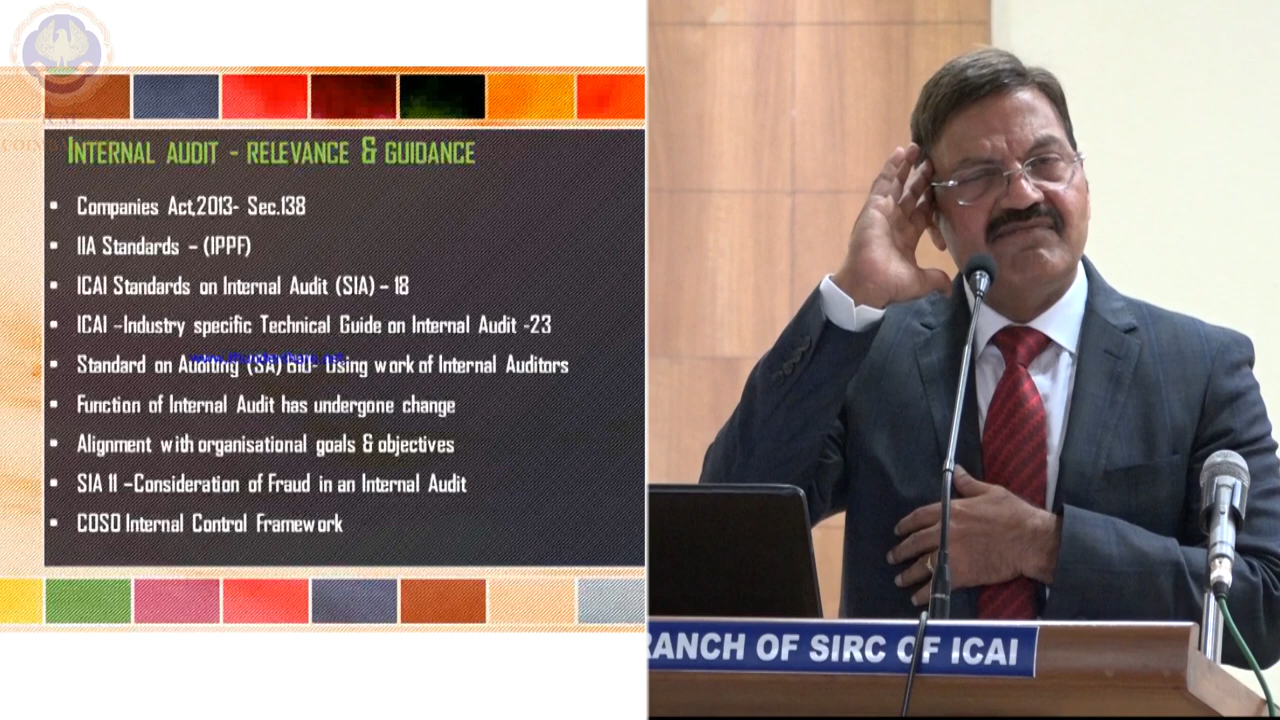 INTERNAL AUDIT - RELEVANCE & GUIDANCE
Companies Act,2013- Sec.138
IIA Standards – (IPPF)
ICAI Standards on Internal Audit (SIA) – 18
ICAI –Industry specific Technical Guide on Internal Audit -23
Standard on Auditing (SA) 610- Using work of Internal Auditors
Function of Internal Audit has undergone change
Alignment with organisational goals & objectives
SIA 11 –Consideration of Fraud in an Internal Audit
COSO Internal Control Framework
RANCH OF SIRC OF ICAI